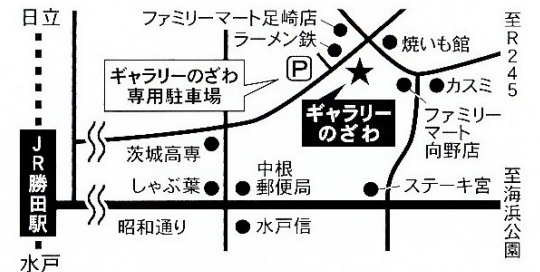 日立
ファミリーマート足崎店
ラーメン鉄
焼いも館
至R245
P
ギャラリーのざわ
専用駐車場
カスミ
ギャラリー
のざわ
ファミリー
マート
向野店
JR勝田駅
茨城高専
しゃぶ葉
中根
郵便局
ステーキ宮
至海浜公園
昭和通り
水戸信
水戸